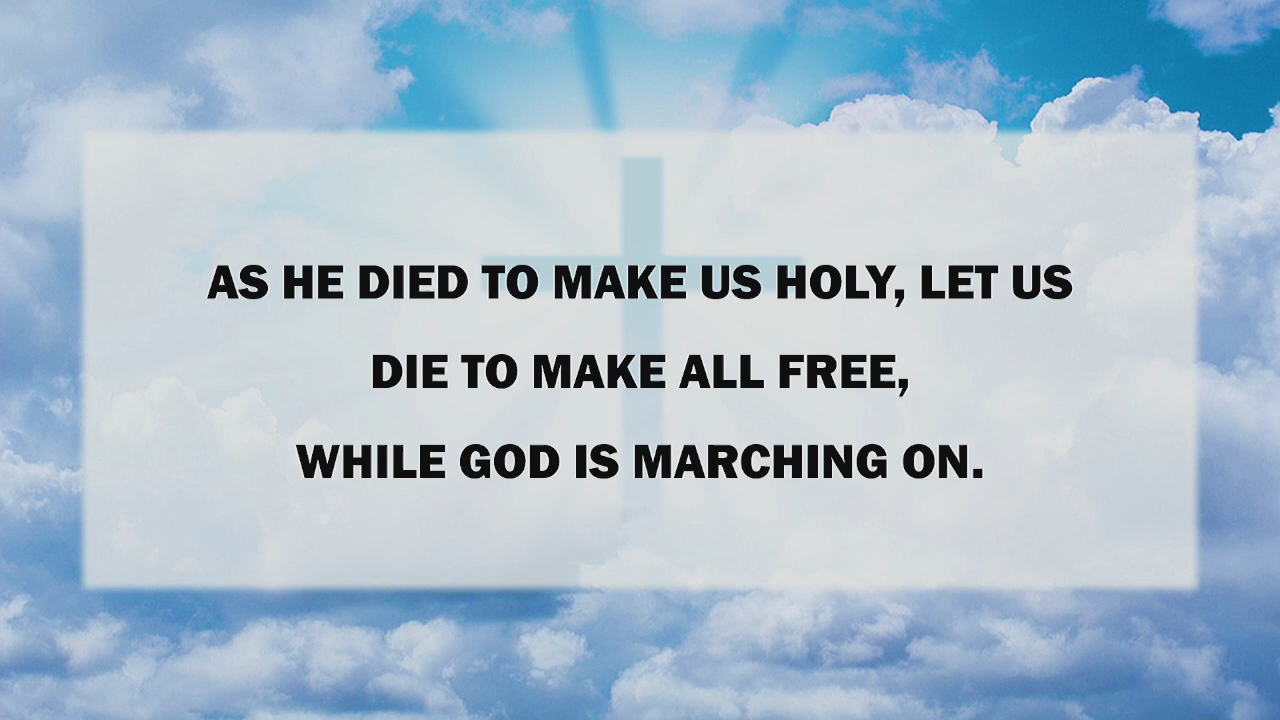 AS HE DIED TO MAKE US HOLY, LET US
DIE TO MAKE ALL FREE,
WHILE GOD IS MARCHING ON.